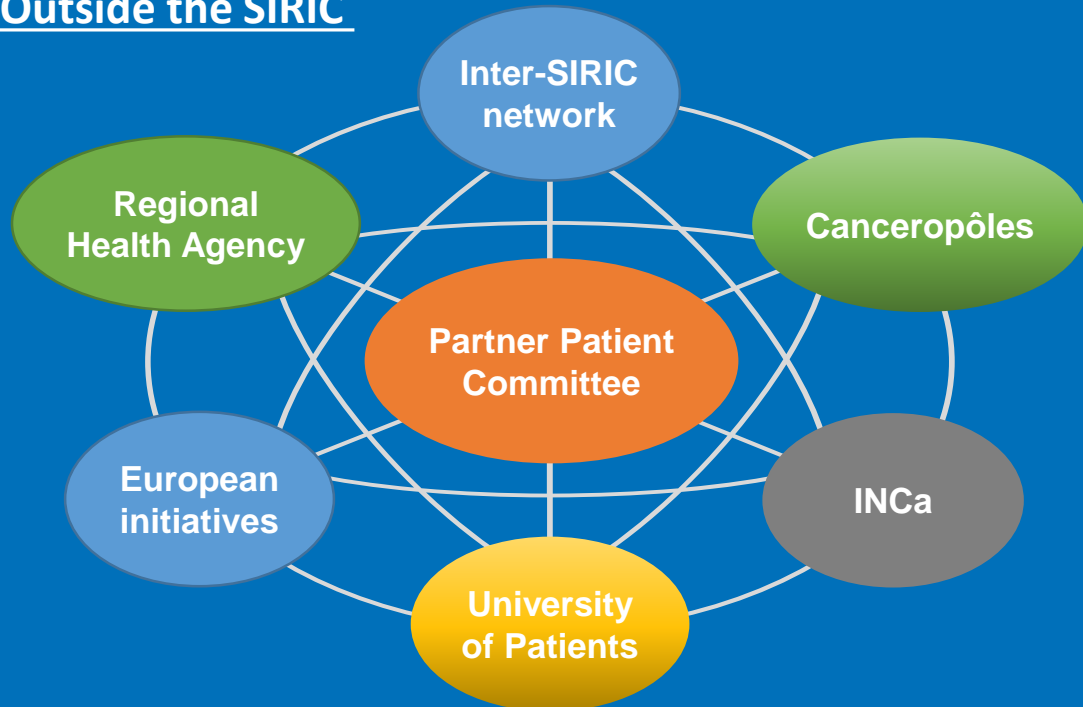 Outside the SIRIC
Inter-SIRIC
network
Regional
Health Agency
Canceropôles
Partner Patient
Committee
European
initiatives
INCa
University
of Patients